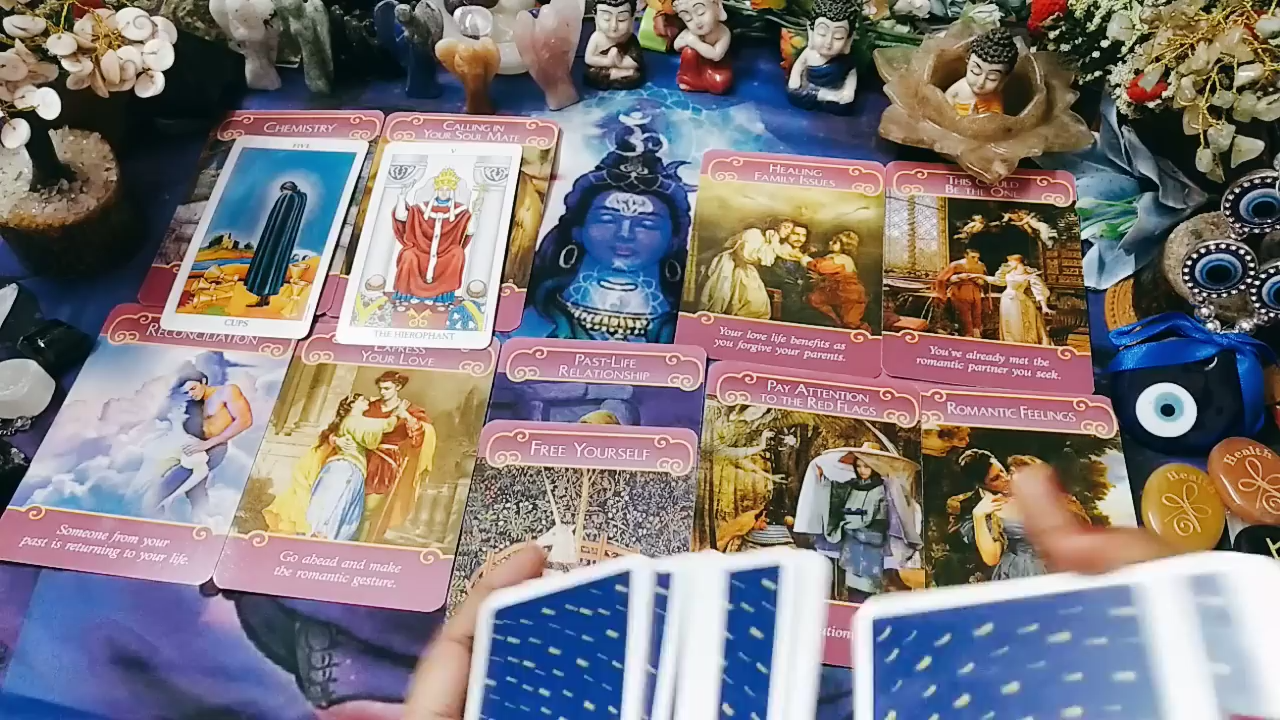 CHEMISTRY
CALLING IN
YOUR SOUL MATE
FIVE
CUPS
V
THE HIEROPHANT
HEALING
FAMILY ISSUES
Your love life benefits as
you forgive your parents.
THIS COULD
BE THE ONE
You've already met the
romantic partner you seek.
RECONCILIATION
Someone from your
past is returning to your life.
EXPRESS
YOUR LOVE
Go ahead and make
the romantic gesture.
PAST-LIFE
RELATIONSHIP
FREE YOURSELF
PAY ATTENTION
TO THE RED FLAGS
ROMANTIC FEELINGS
Health